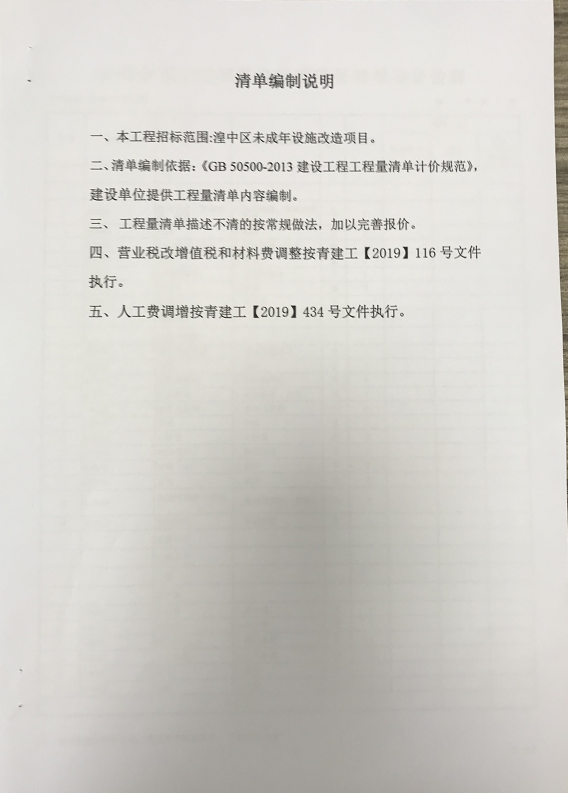 清单编制说明
一、本工程招标范围:湟中区未成年设施改造项目。
二、清单编制依据:《GB 50500-2013 建设工程工程量清单计价规范》,
建设单位提供工程量清单内容编制。
三、 工程量清单描述不清的按常规做法，加以完善报价。
四、营业税改增值税和材料费调整按青建工【2019】116 号文件
执行。
五、人工费调增按青建工【2019】434 号文件执行。